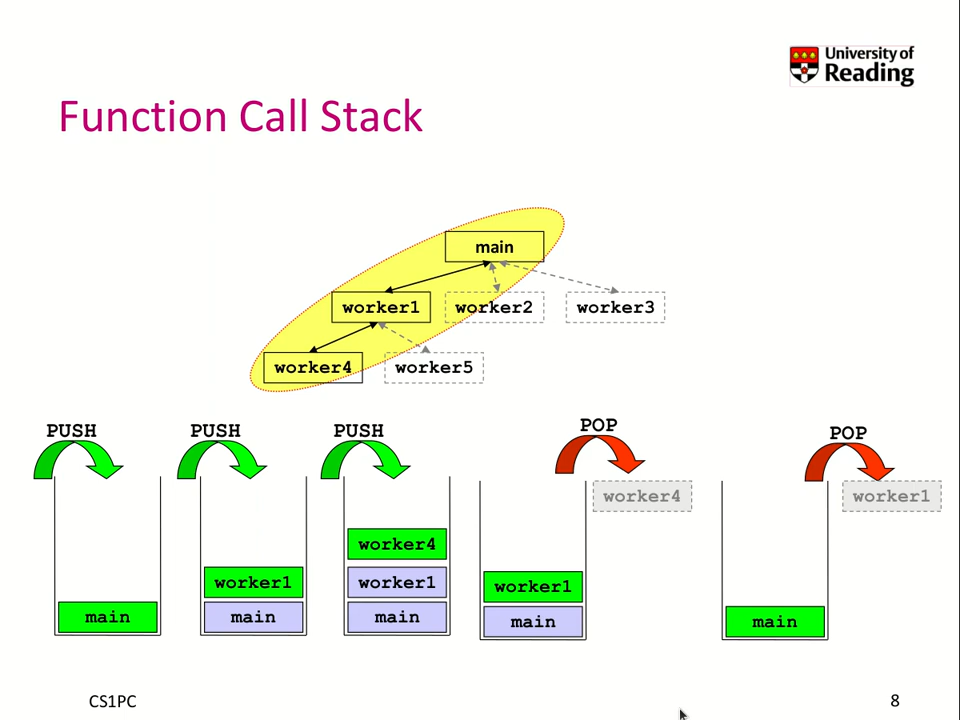 University of
Reading
Function Call Stack
main
worker1
worker2
worker3
worker4
worker5
PUSH
PUSH
PUSH
POP
POP
worker4
worker1
worker4
worker1
worker1
worker1
main
main
main
main
main
CS1PC
8